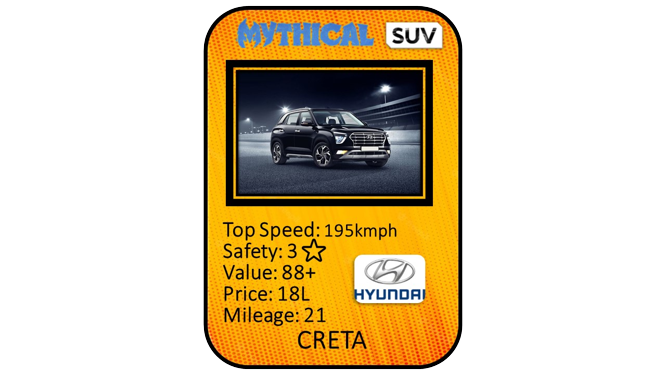 MYTHICAL SUV
Top Speed: 195kmph
Safety: 3
Value: 88+
Price: 18L
Mileage: 21
HYUNDAI
CRETA